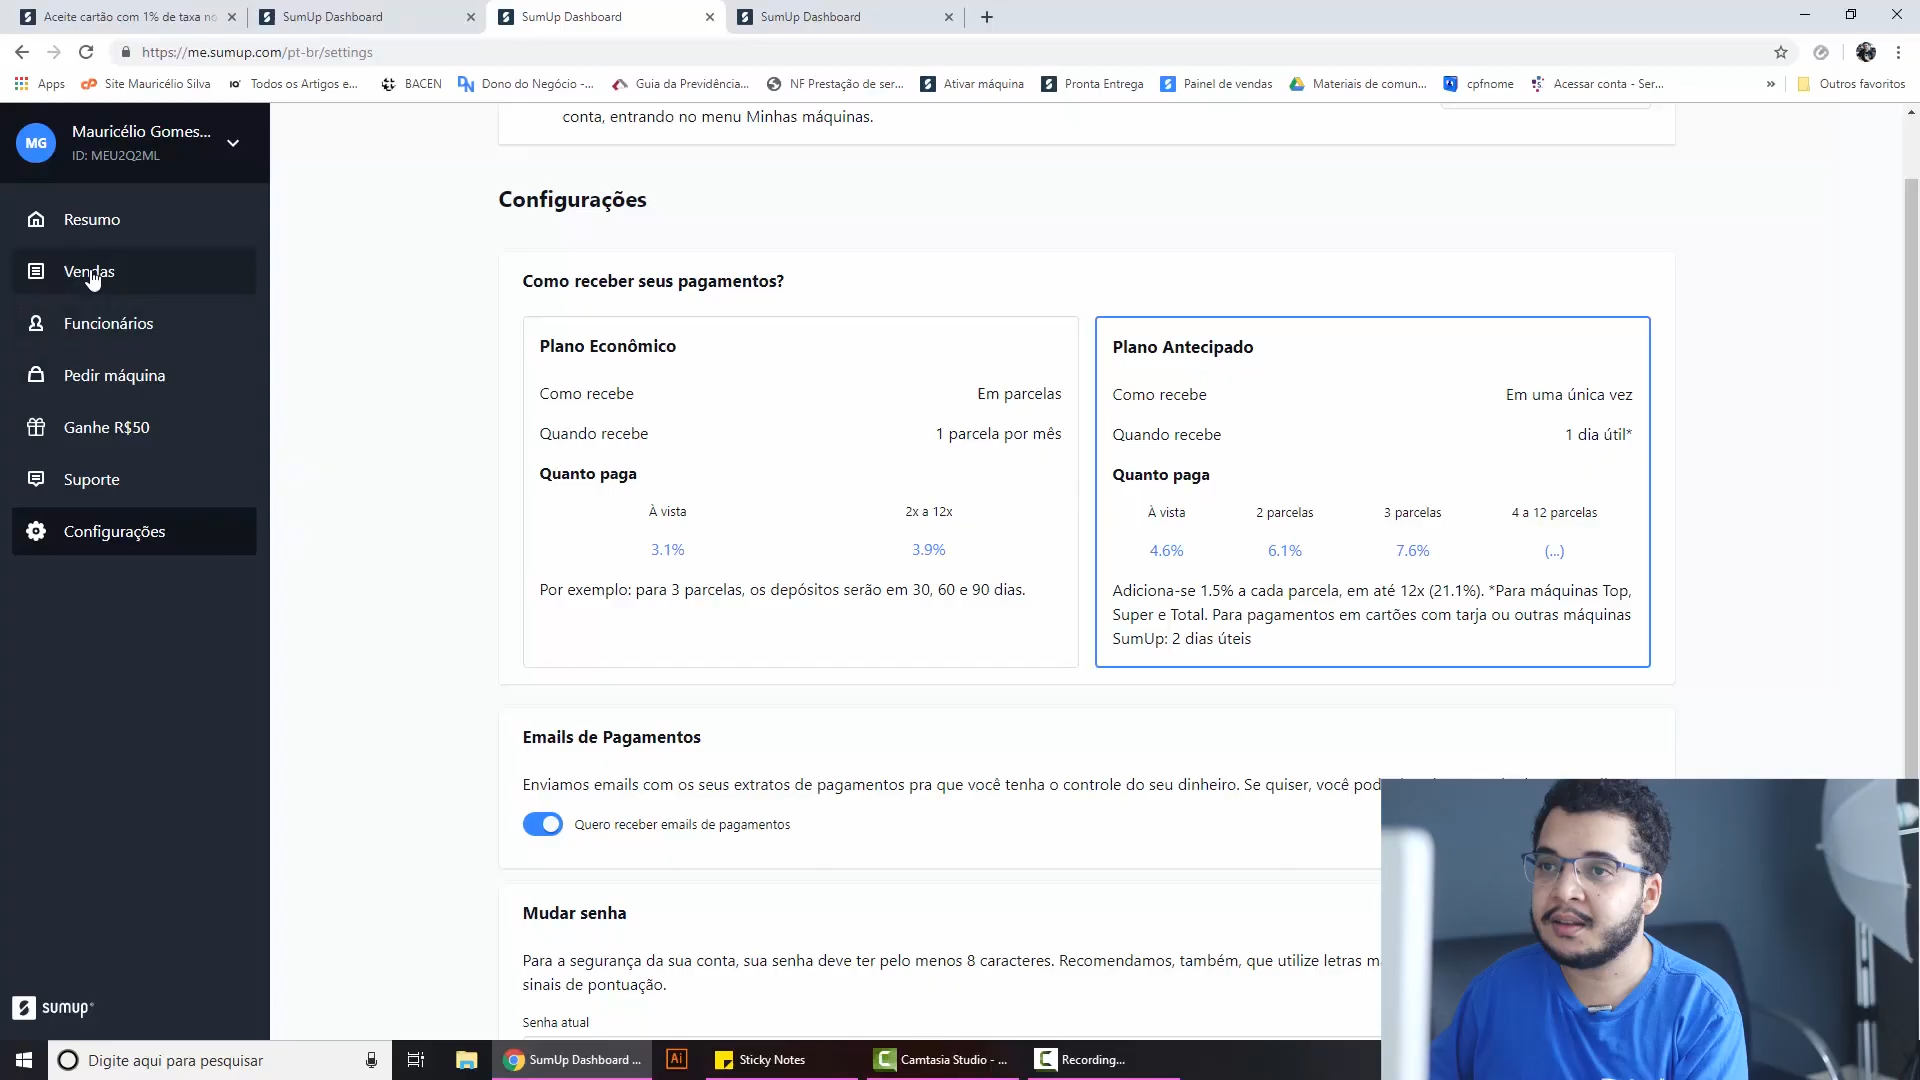 Aceite cartão com 1% de taxa no
SumUp Dashboard
SumUp Dashboard
SumUp Dashboard
https://me.sumup.com/pt-br/settings
Apps
Site Mauricélio Silva
Todos os Artigos e...
BACEN
Dono do Negócio -...
Guia da Previdência...
NF Prestação de ser...
Ativar máquina
Pronta Entrega
Painel de vendas
Materiais de comun...
cpfnome
Acessar conta - Ser...
»
Outros favoritos
MG
Mauricélio Gomes...
ID: MEU2Q2ML
Resumo
Vendas
Funcionários
Pedir máquina
Ganhe R$50
Suporte
Configurações
sumup
conta, entrando no menu Minhas máquinas.
Configurações
Como receber seus pagamentos?
Plano Econômico
Como recebe Em parcelas
Quando recebe 1 parcela por mês
Quanto paga
À vista 2x a 12x
3.1% 3.9%
Por exemplo: para 3 parcelas, os depósitos serão em 30, 60 e 90 dias.
Plano Antecipado
Como recebe Em uma única vez
Quando recebe 1 dia útil*
Quanto paga
À vista 2 parcelas 3 parcelas 4 a 12 parcelas
4.6% 6.1% 7.6% (...)
Adiciona-se 1.5% a cada parcela, em até 12x (21.1%). *Para máquinas Top,
Super e Total. Para pagamentos em cartões com tarja ou outras máquinas
SumUp: 2 dias úteis
Emails de Pagamentos
Enviamos emails com os seus extratos de pagamentos pra que você tenha o controle do seu dinheiro. Se quiser, você pod
Quero receber emails de pagamentos
Mudar senha
Para a segurança da sua conta, sua senha deve ter pelo menos 8 caracteres. Recomendamos, também, que utilize letras m
sinais de pontuação.
Senha atual
Digite aqui para pesquisar
SumUp Dashboard ...
Ai
Sticky Notes
Camtasia Studio - ...
Recording...